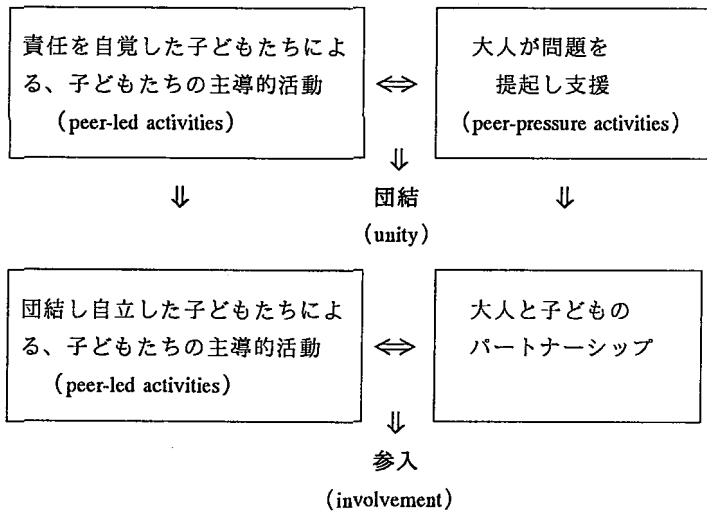 責任を自覚した子どもたちによ
る、子どもたちの主導的活動
(peer-led activities)
⇔
大人が問題を
提起し支援
(peer-pressure activities)
⇓
⇓
団結
(unity)
⇓
団結し自立した子どもたちによ
る、子どもたちの主導的活動
(peer-led activities)
⇔
大人と子どもの
パートナーシップ
⇓
参入
(involvement)